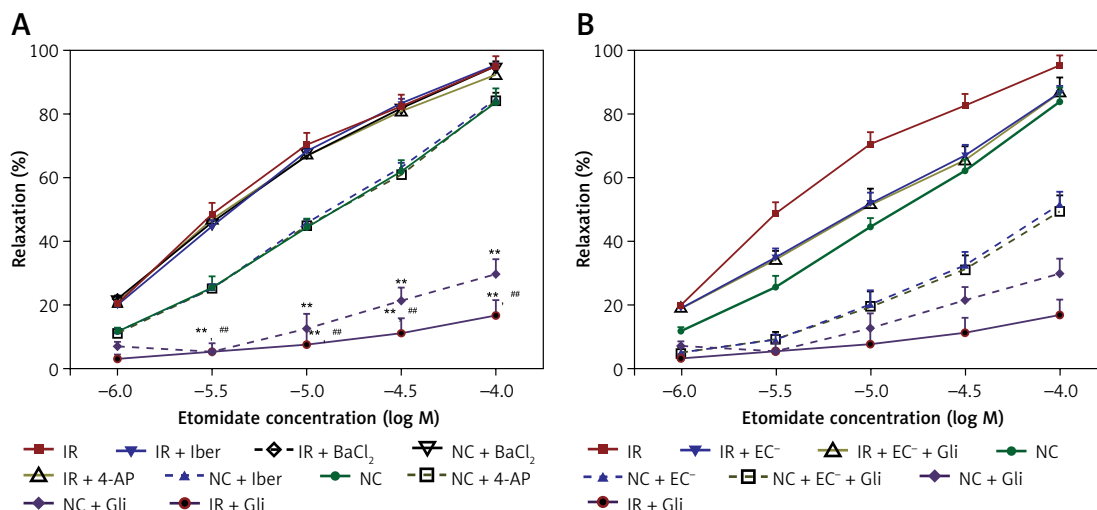 A
Relaxation (%)
100
80
60
40
20
0
** ## ** ** ## ** ** ## ** ** ##
−6.0 −5.5 −5.0 −4.5 −4.0
Etomidate concentration (log M)
IR IR + Iber IR + BaCl₂ NC + BaCl₂
IR + 4-AP NC + Iber NC NC + 4-AP
NC + Gli IR + Gli
B
Relaxation (%)
100
80
60
40
20
0
−6.0 −5.5 −5.0 −4.5 −4.0
Etomidate concentration (log M)
IR IR + EC⁻ IR + EC⁻ + Gli NC
NC + EC⁻ NC + EC⁻ + Gli NC + Gli
IR + Gli